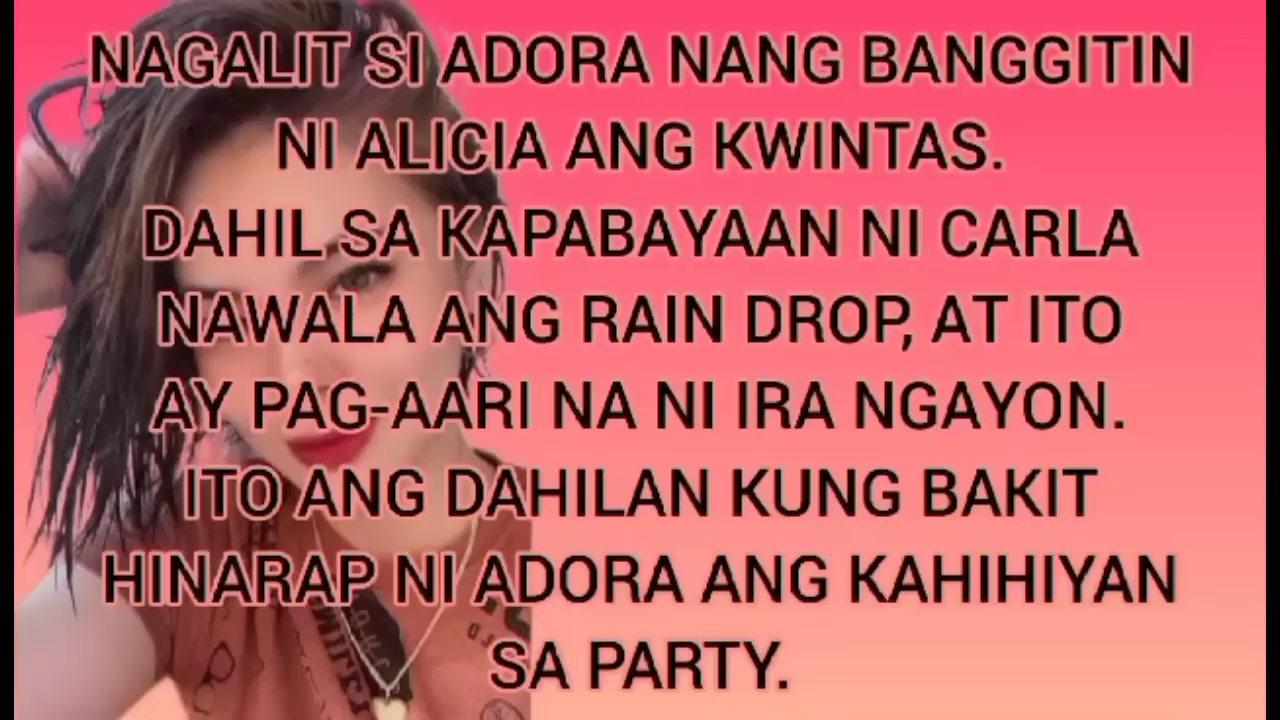 NAGALIT SI ADORA NANG BANGGITIN
NI ALICIA ANG KWINTAS.
DAHIL SA KAPABAYAAN NI CARLA
NAWALA ANG RAIN DROP, AT ITO
AY PAG-AARI NA NI IRA NGAYON.
ITO ANG DAHILAN KUNG BAKIT
HINARAP NI ADORA ANG KAHIHIYAN
SA PARTY.